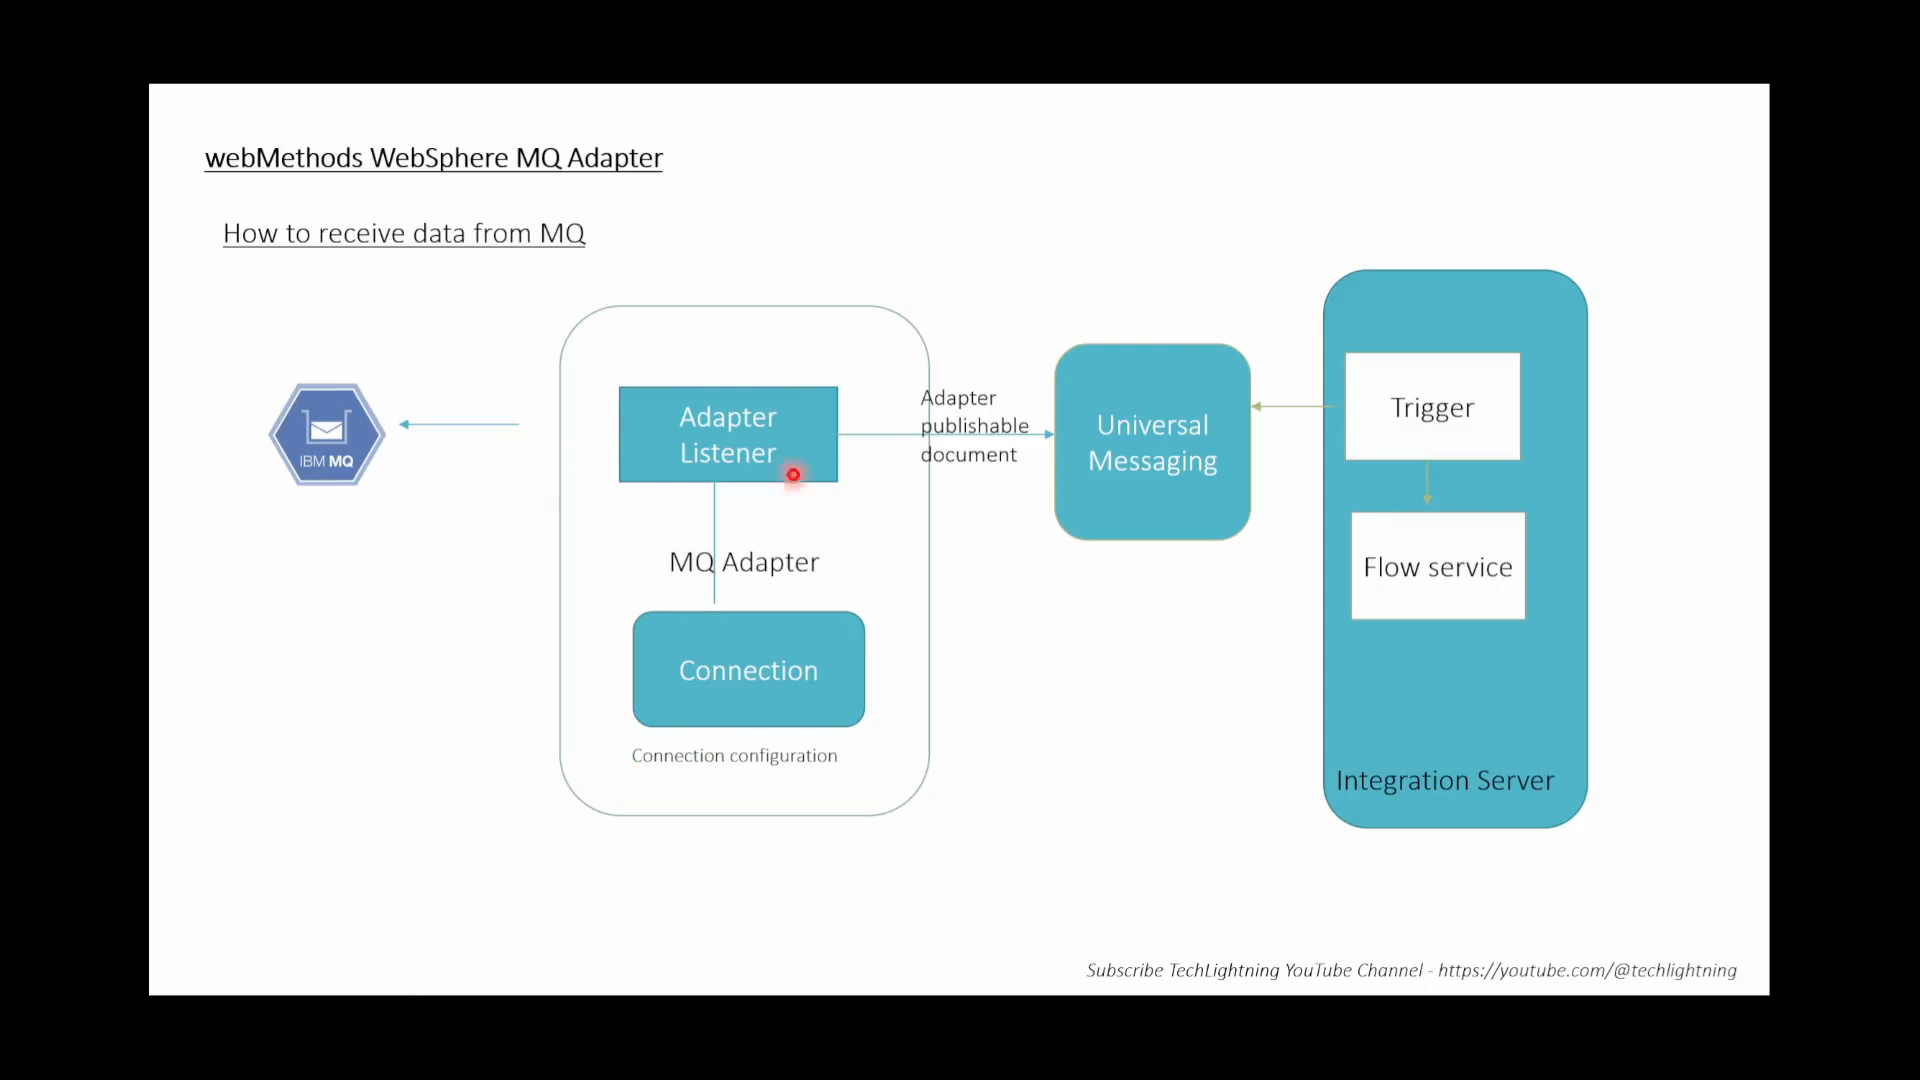 webMethods WebSphere MQ Adapter
How to receive data from MQ
IBM MQ
Adapter
Listener
MQ Adapter
Connection
Connection configuration
Adapter
publishable
document
Universal
Messaging
Trigger
Flow service
Integration Server
Subscribe TechLightning YouTube Channel - https://youtube.com/@techlightning